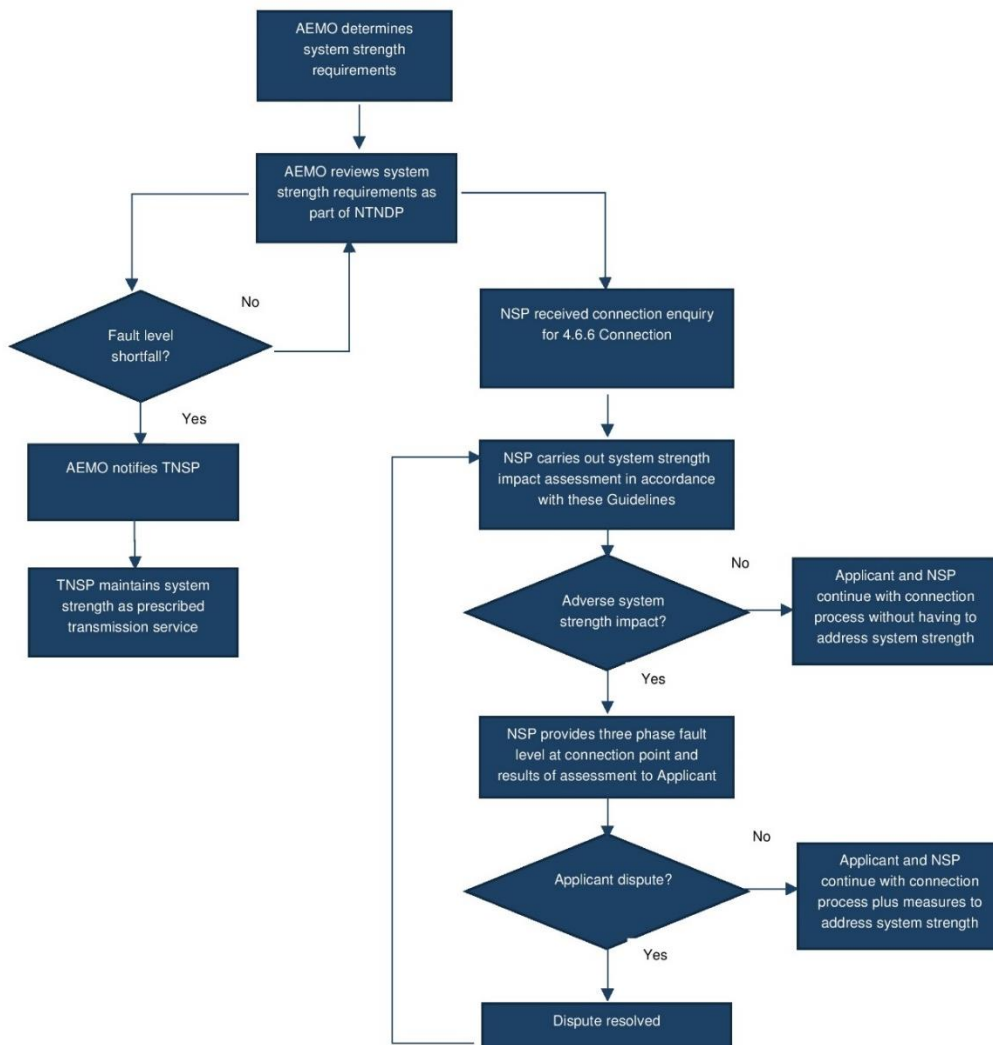 AEMO determines
system strength
requirements
AEMO reviews system
strength requirements as
part of NTNDP
No
Fault level
shortfall?
Yes
AEMO notifies TNSP
TNSP maintains system
strength as prescribed
transmission service
NSP received connection enquiry
for 4.6.6 Connection
NSP carries out system strength
impact assessment in accordance
with these Guidelines
No
Adverse system
strength impact?
Applicant and NSP
continue with connection
process without having to
address system strength
Yes
NSP provides three phase fault
level at connection point and
results of assessment to Applicant
No
Applicant dispute?
Applicant and NSP
continue with connection
process plus measures to
address system strength
Yes
Dispute resolved